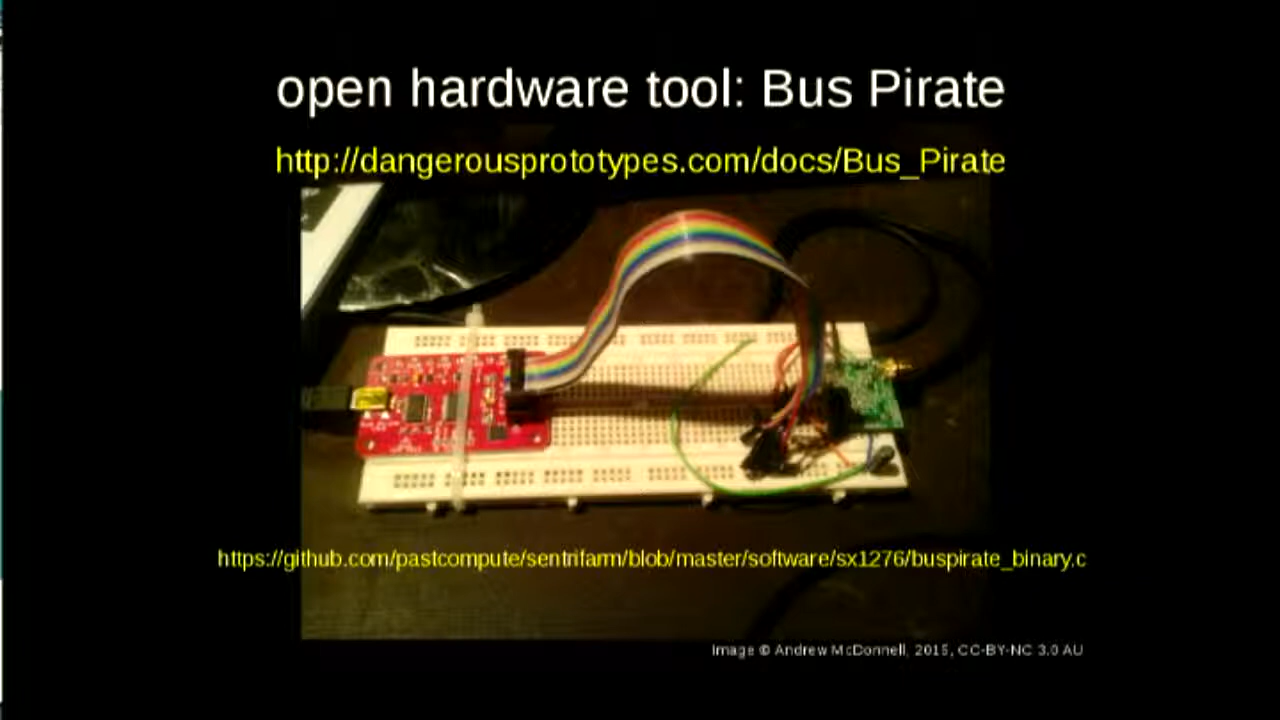 open hardware tool: Bus Pirate
http://dangerousprototypes.com/docs/Bus_Pirate
https://github.com/pastcompute/sentrifarm/blob/master/software/sx1276/buspirate_binary.c
Image © Andrew McDonnell, 2015, CC-BY-NC 3.0 AU